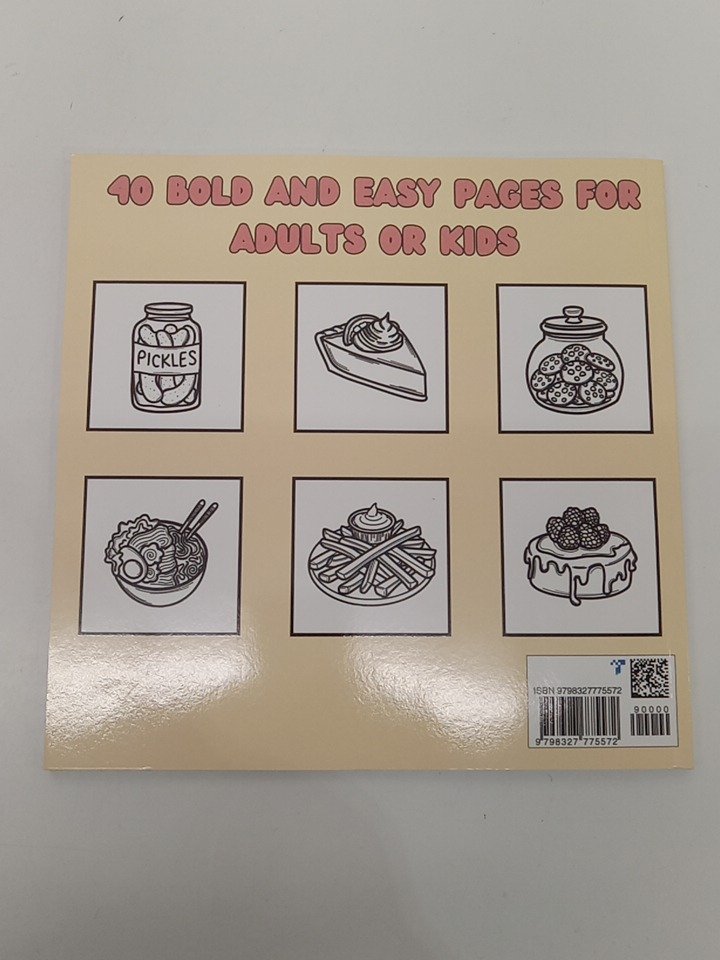 40 BOLD AND EASY PAGES FOR
ADULTS OR KIDS
PICKLES
ISBN 9798327775572
90000
9 798327 775572